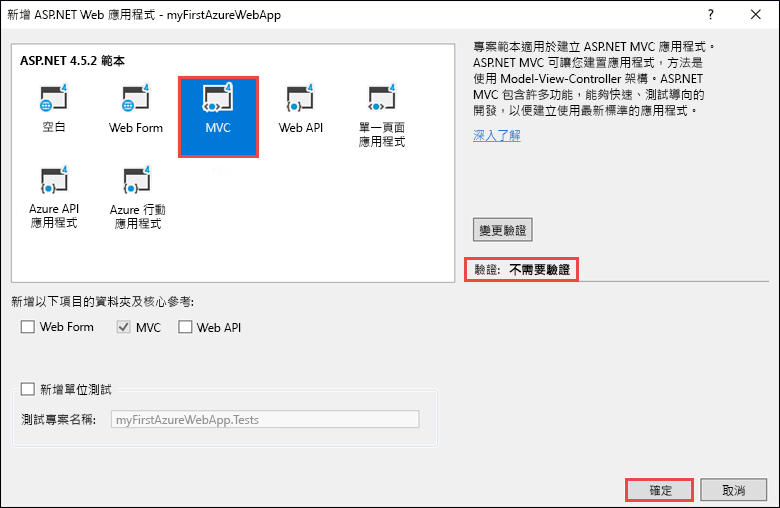 新增 ASP.NET Web 應用程式 - myFirstAzureWebApp
?
ASP.NET 4.5.2 範本
4
空白
4
Web Form
4
MVC
4
Web API
4
單一頁面
應用程式
4
Azure API
應用程式
4
Azure 行動
應用程式
專案範本適用於建立 ASP.NET MVC 應用程式。
ASP.NET MVC 可讓您建置應用程式，方法是
使用 Model-View-Controller 架構。ASP.NET
MVC 包含許多功能，能夠快速、測試導向的
開發，以便建立使用最新標準的應用程式。
深入了解
變更驗證
驗證: 不需要驗證
新增以下項目的資料夾及核心參考:
Web Form MVC Web API
新增單位測試
測試專案名稱: myFirstAzureWebApp.Tests
確定 取消